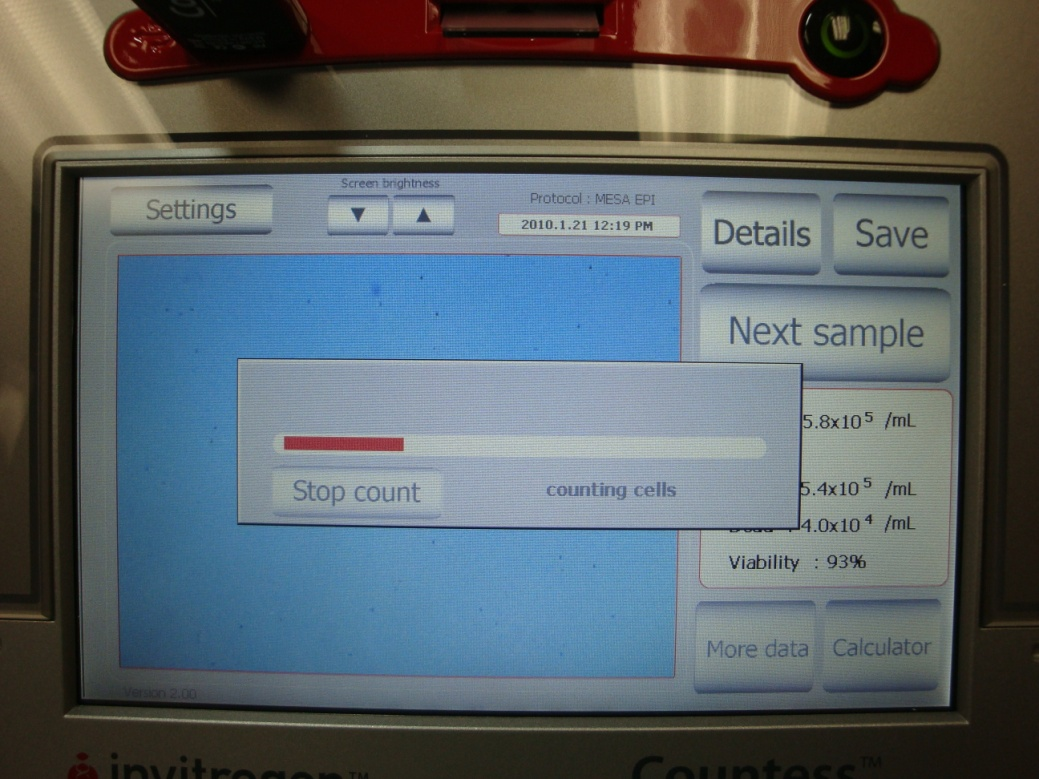 Settings
Screen brightness
▼ ▲
Protocol : MESA EPI
2010.1.21 12:19 PM
Details
Save
Next sample
5.8x10⁵ /mL
5.4x10⁵ /mL
: 4.0x10⁴ /mL
Viability : 93%
Stop count
counting cells
More data
Calculator
Version 2.00
invitrogen™
Countess™